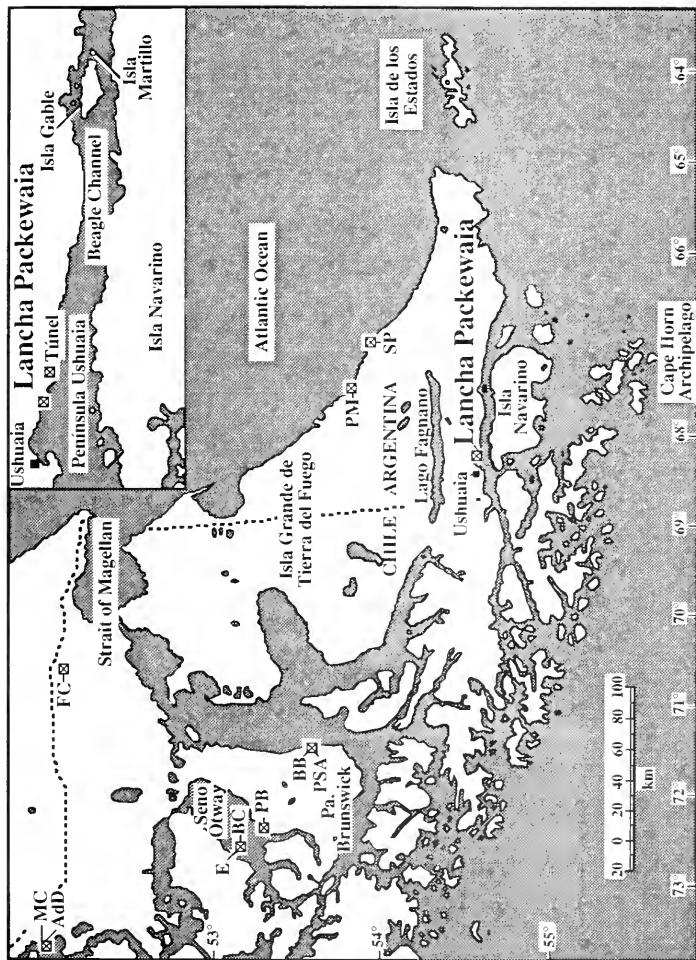 MC
AdD
FC
Strait of Magellan
Seno
Otway
E
BC
PB
BB
PSA
Pa.
Brunswick
Isla Grande de
Tierra del Fuego
CHILE
ARGENTINA
PM
SP
Lago Fagnano
Ushuaia
Lancha Packewaia
Isla
Navarino
Atlantic Ocean
Isla de los
Estados
Cape Horn
Archipelago
53°
54°
55°
73°
72°
71°
70°
69°
68°
66°
65°
64°
20 0 20 40 60 80 100
km
Ushuaia
Lancha Packewaia
Túnel
Península Ushuaia
Beagle Channel
Isla Navarino
Isla Gable
Isla
Martillo